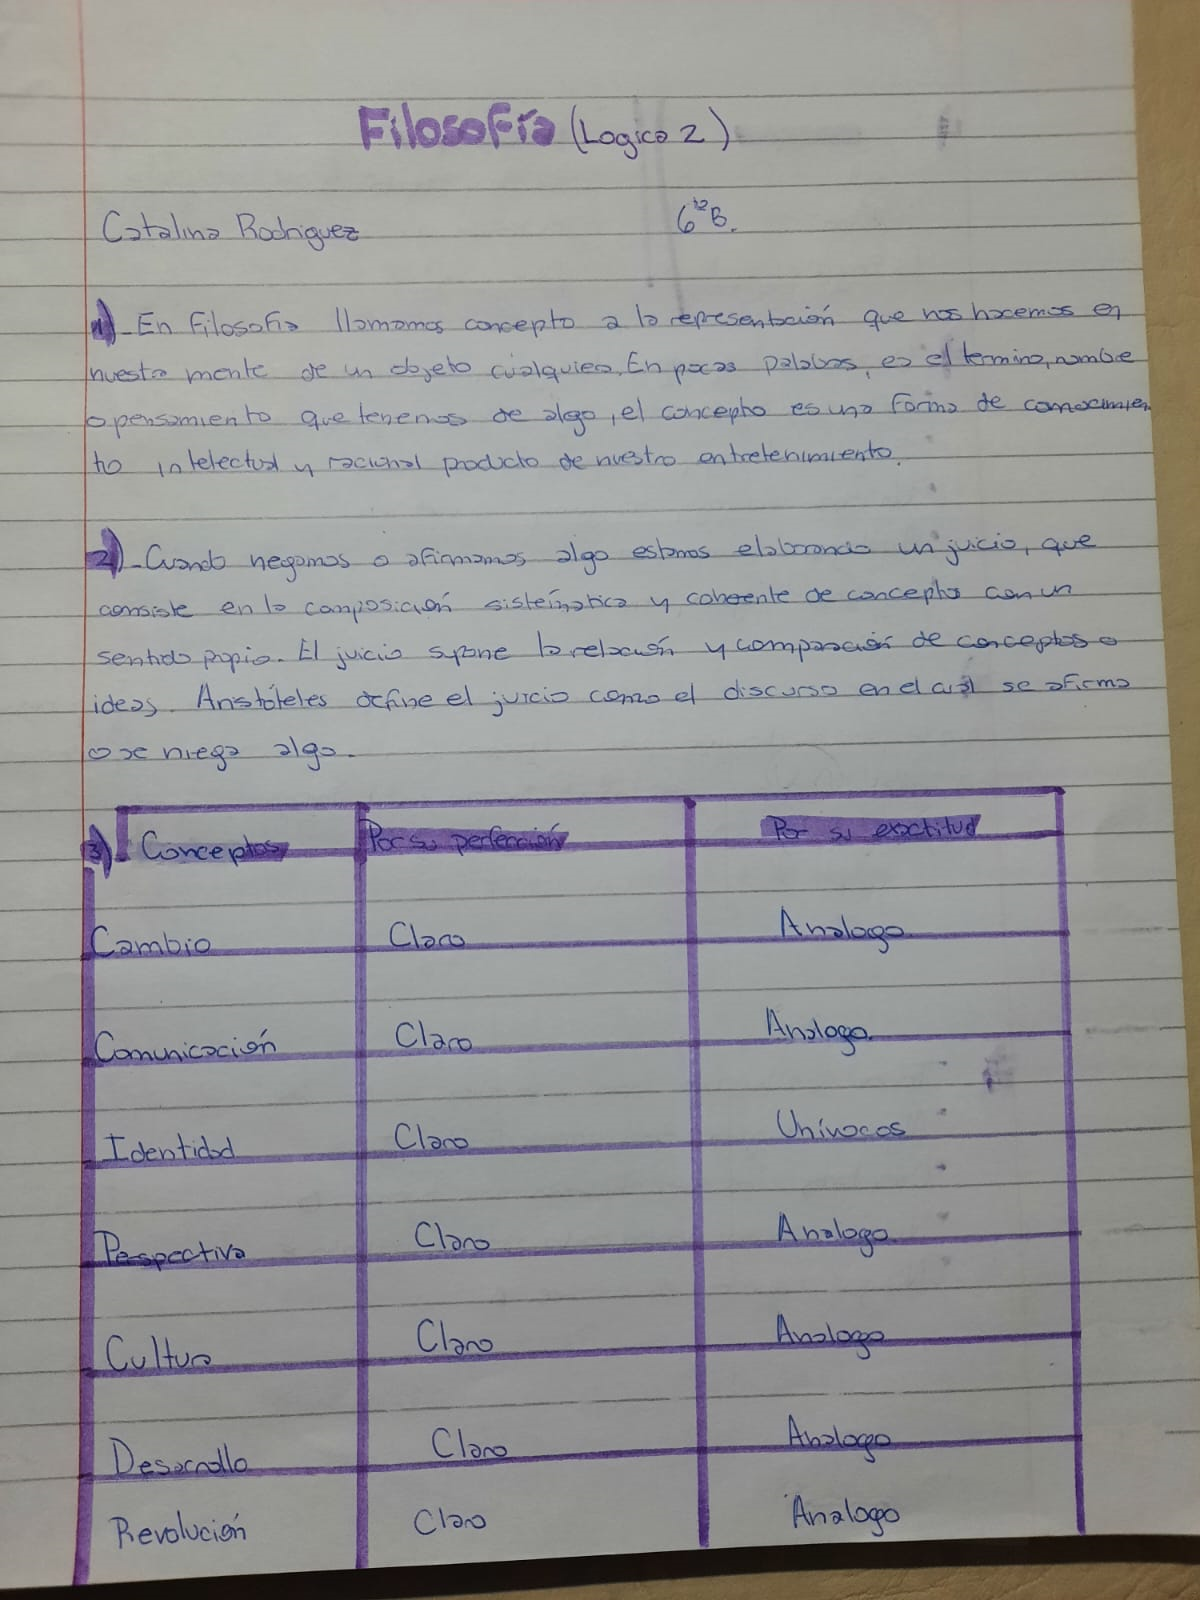 Filosofía (Logica 2)
Catalina Rodriguez 6to B.
1)-En Filosofia llamamos concepto a la representación que nos hacemos en
nuestra mente de un objeto cualquiera. En pocas palabras, es el termino, nombre
o pensamiento que tenemos de algo, el concepto es una forma de conocimien
to intelectual y racional producto de nuestro entretenimiento.
2)-Cuando negamos o afirmamos algo estamos elaborando un juicio, que
consiste en la composición sistemática y coherente de concepto con un
sentido popio. El juicio supone la relación y comparación de conceptos o
ideas. Aristóteles define el juicio como el discurso en el cual se afirma
o se niega algo.
3)- Conceptos Por su perfección Por su exactitud
Cambio Claro Analogo
Comunicación Claro Analogo
Identidad Claro Unívocos
Perspectiva Claro Analogo
Cultura Claro Analogo
Desarrollo Claro Analogo
Revolución Claro Analogo